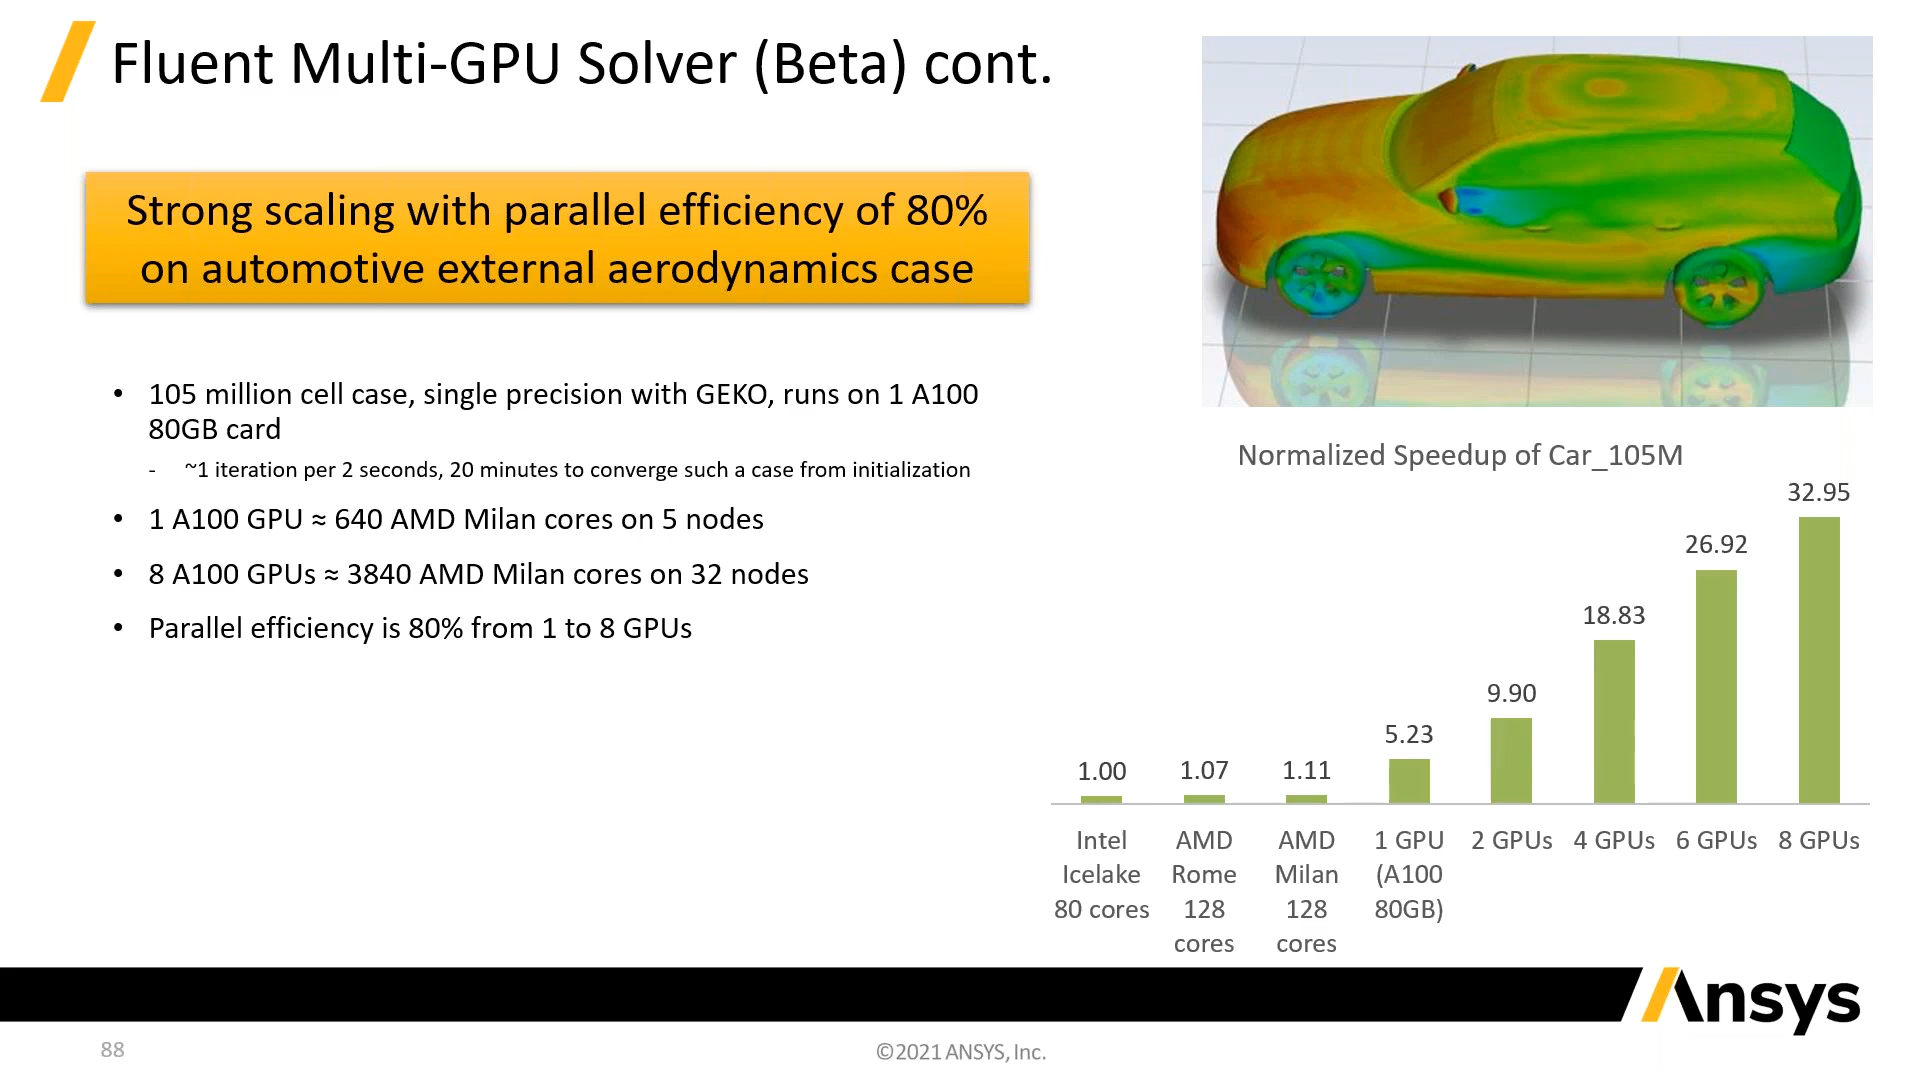 Fluent Multi-GPU Solver (Beta) cont.
Strong scaling with parallel efficiency of 80%
on automotive external aerodynamics case
• 105 million cell case, single precision with GEKO, runs on 1 A100
80GB card
- ~1 iteration per 2 seconds, 20 minutes to converge such a case from initialization
• 1 A100 GPU ≈ 640 AMD Milan cores on 5 nodes
• 8 A100 GPUs ≈ 3840 AMD Milan cores on 32 nodes
• Parallel efficiency is 80% from 1 to 8 GPUs
Normalized Speedup of Car_105M
1.00
1.07
1.11
5.23
9.90
18.83
26.92
32.95
Intel
Icelake
80 cores
AMD
Rome
128
cores
AMD
Milan
128
cores
1 GPU
(A100
80GB)
2 GPUs
4 GPUs
6 GPUs
8 GPUs
Ansys
88
©2021 ANSYS, Inc.